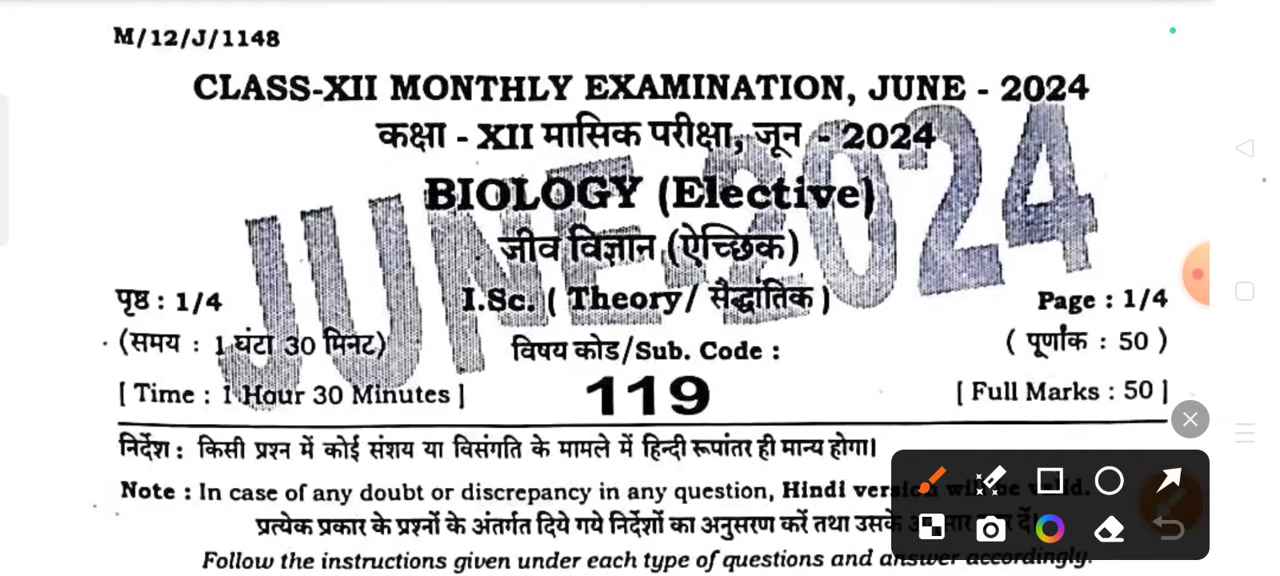 M/12/J/1148
CLASS-XII MONTHLY EXAMINATION, JUNE - 2024
कक्षा - XII मासिक परीक्षा, जून - 2024
BIOLOGY (Elective)
जीव विज्ञान (ऐच्छिक)
पृष्ठ : 1/4 I.Sc. ( Theory/ सैद्धांतिक ) Page : 1/4
(समय : 1 घंटा 30 मिनट) विषय कोड/Sub. Code : ( पूर्णांक : 50 )
[ Time : 1 Hour 30 Minutes ] 119 [ Full Marks : 50 ]
JUNE-2024
निर्देश : किसी प्रश्न में कोई संशय या विसंगति के मामले में हिन्दी रूपांतर ही मान्य होगा।
Note : In case of any doubt or discrepancy in any question, Hindi version will be valid.
प्रत्येक प्रकार के प्रश्नों के अंतर्गत दिये गये निर्देशों का अनुसरण करें तथा उसके दें।
Follow the instructions given under each type of questions and answer accordingly.